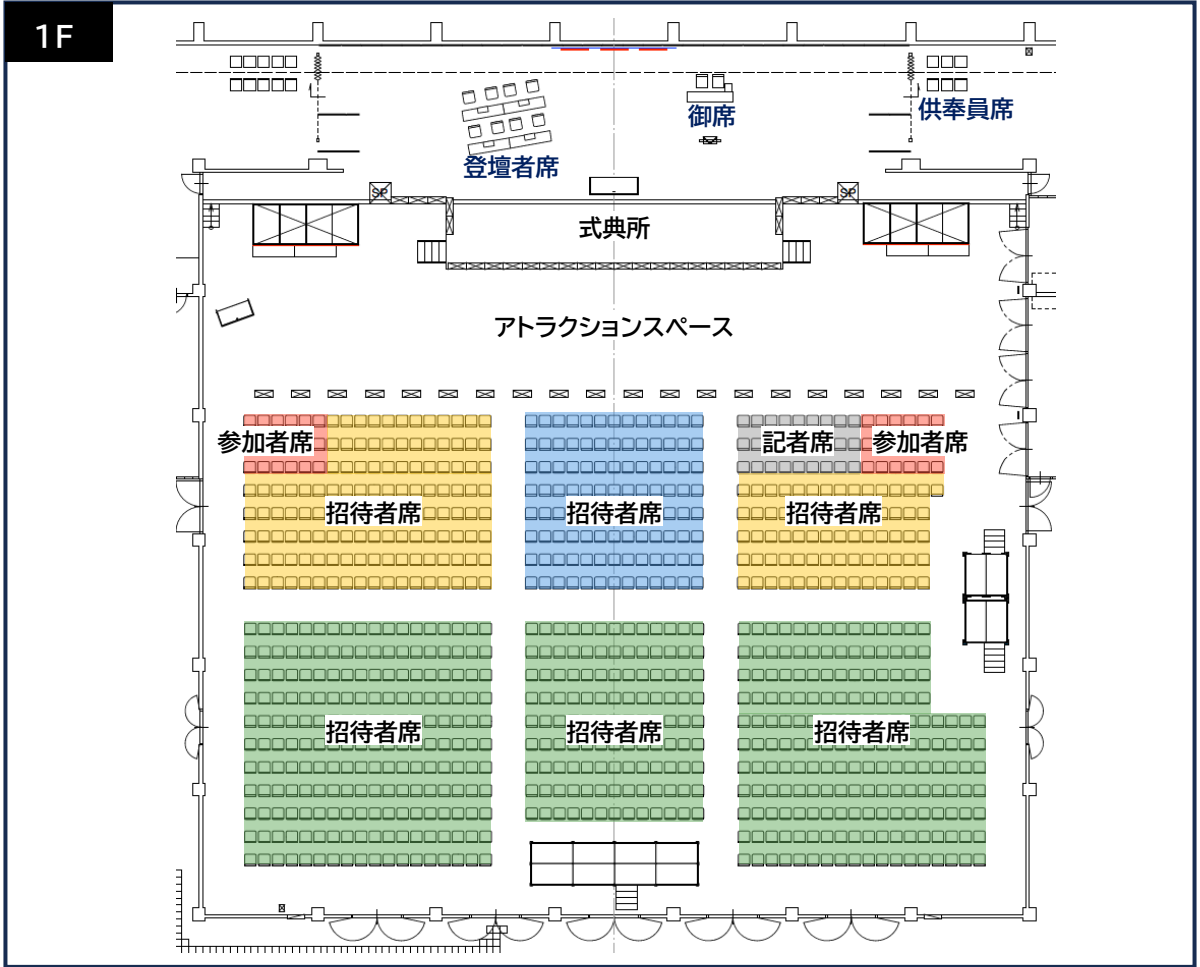 1F
御席
供奉員席
登壇者席
SP
SP
式典所
アトラクションスペース
参加者席
記者席
参加者席
招待者席
招待者席
招待者席
招待者席
招待者席
招待者席